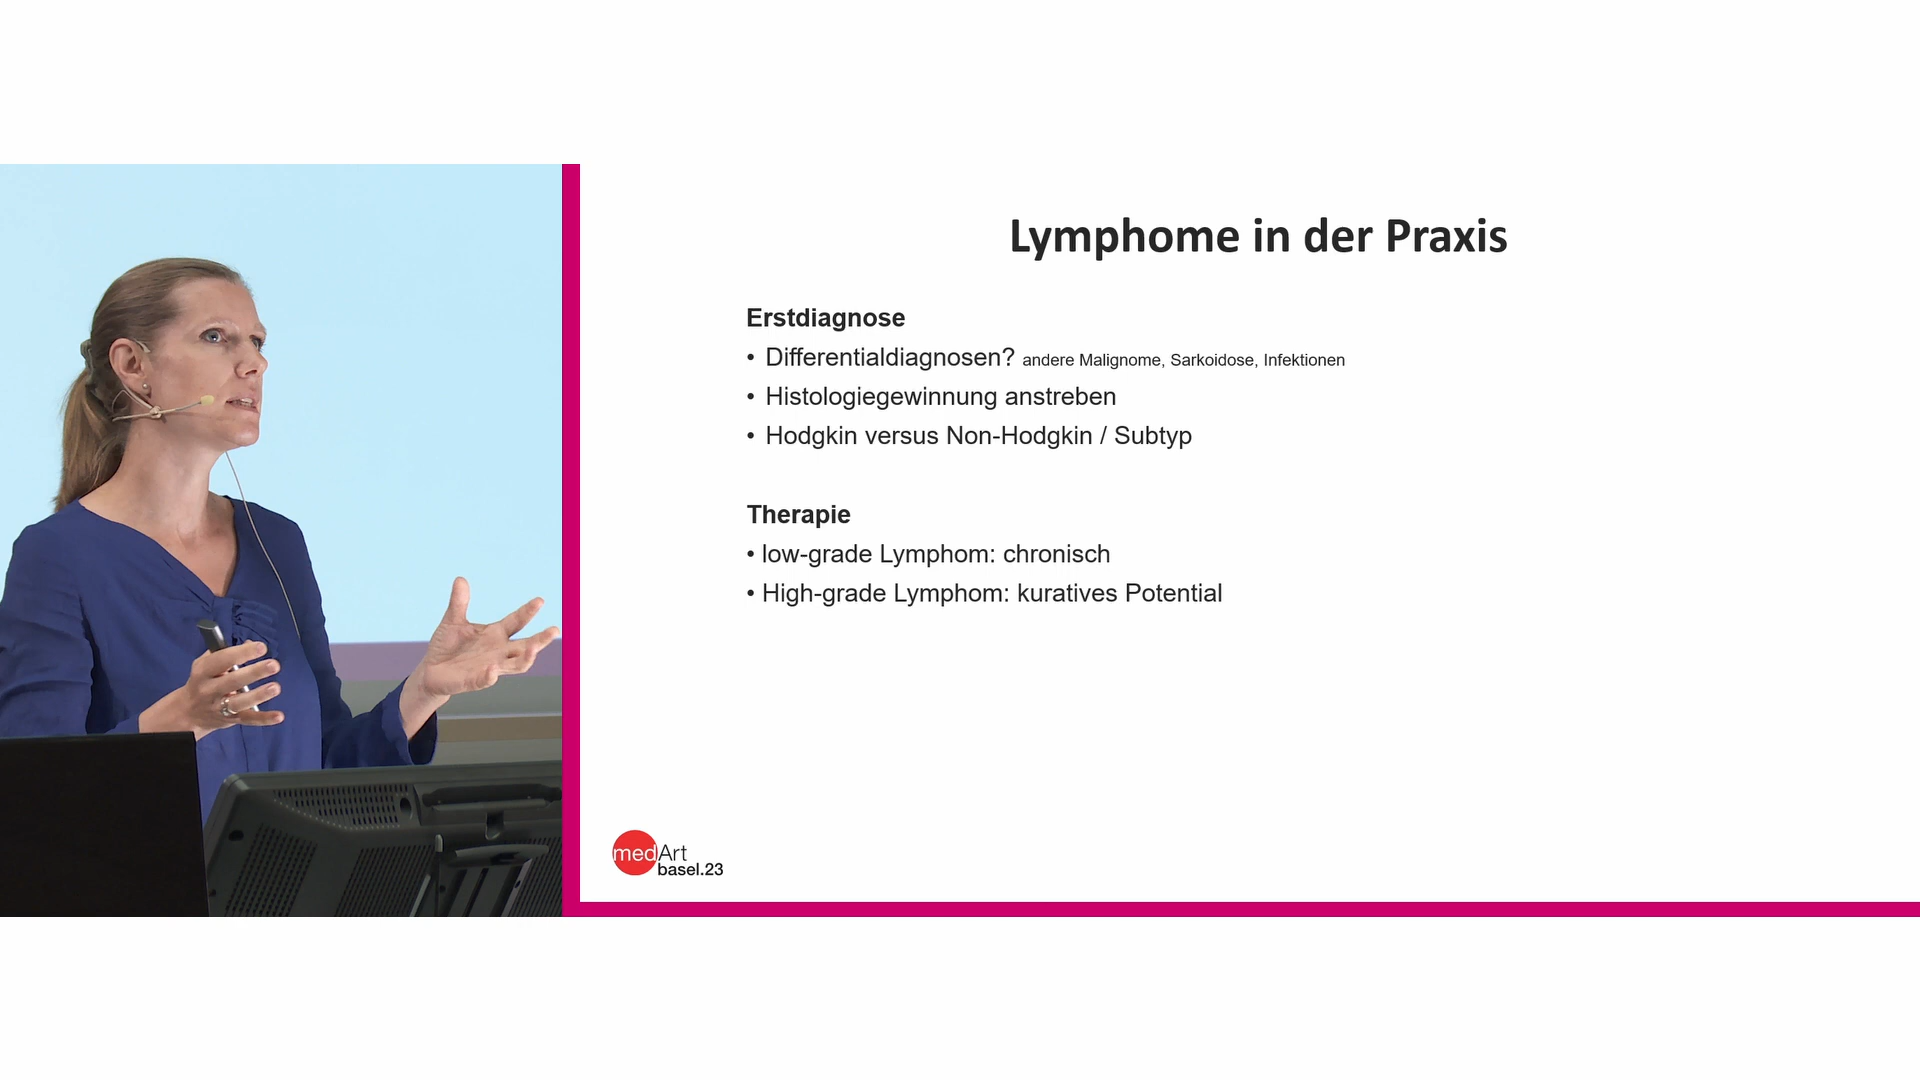 Lymphome in der Praxis
Erstdiagnose
• Differentialdiagnosen? andere Malignome, Sarkoidose, Infektionen
• Histologiegewinnung anstreben
• Hodgkin versus Non-Hodgkin / Subtyp
Therapie
• low-grade Lymphom: chronisch
• High-grade Lymphom: kuratives Potential
medArt
basel.23